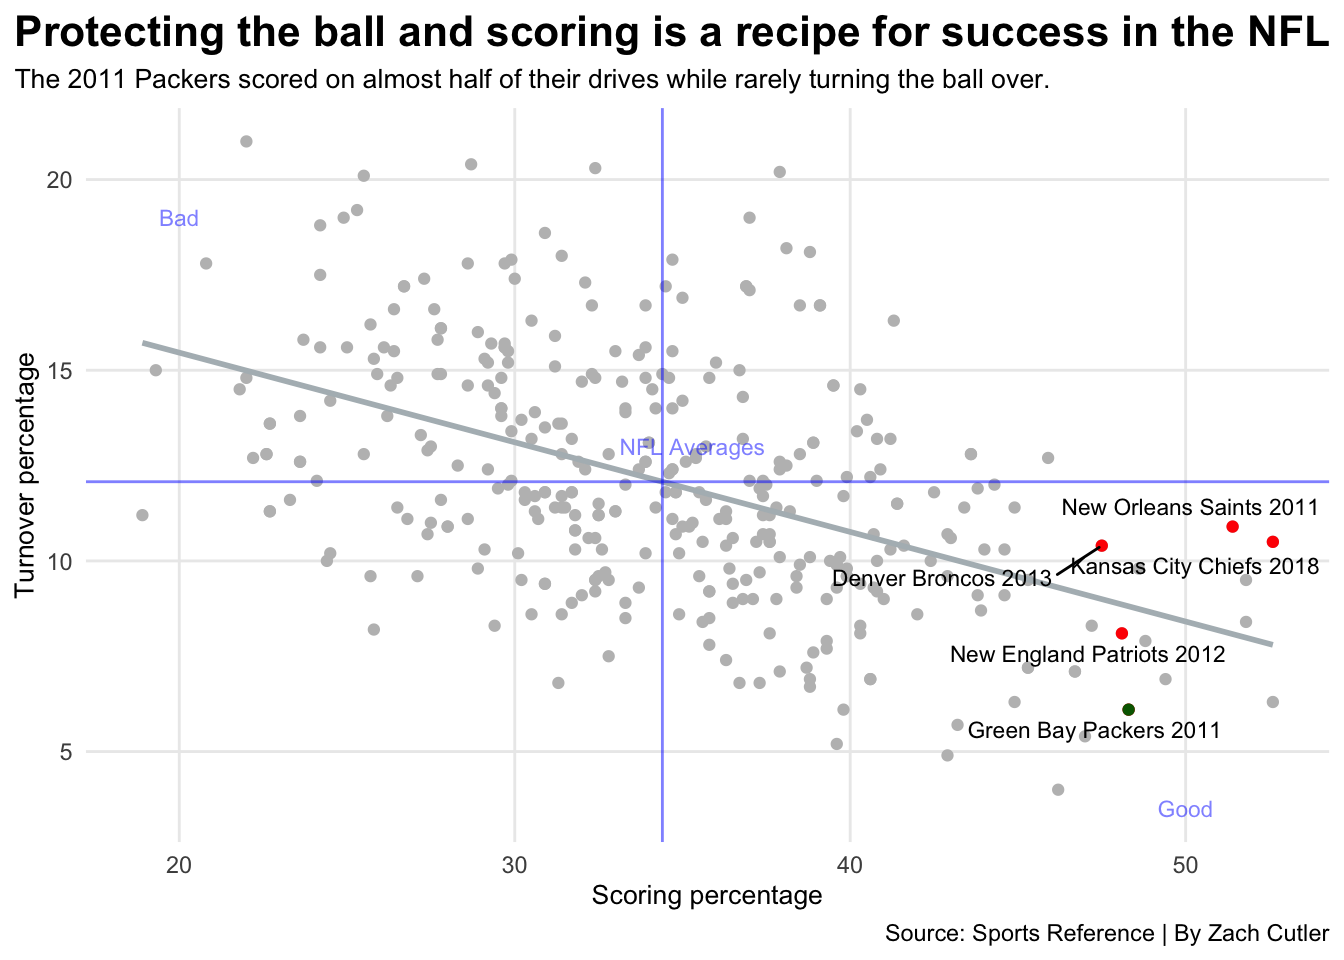 Protecting the ball and scoring is a recipe for success in the NFL
The 2011 Packers scored on almost half of their drives while rarely turning the ball over.
Turnover percentage
20
15
10
5
Bad
NFL Averages
New Orleans Saints 2011
Kansas City Chiefs 2018
Denver Broncos 2013
New England Patriots 2012
Green Bay Packers 2011
Good
20
30
40
50
Scoring percentage
Source: Sports Reference | By Zach Cutler